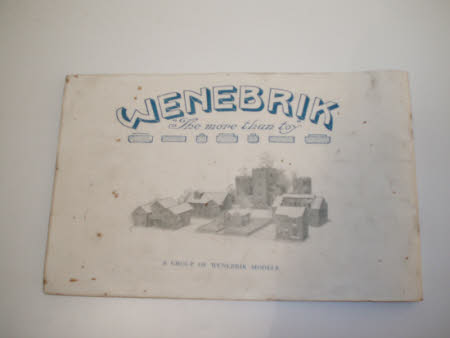 WENEBRIK
The more than toy
A GROUP OF WENEBRIK MODELS